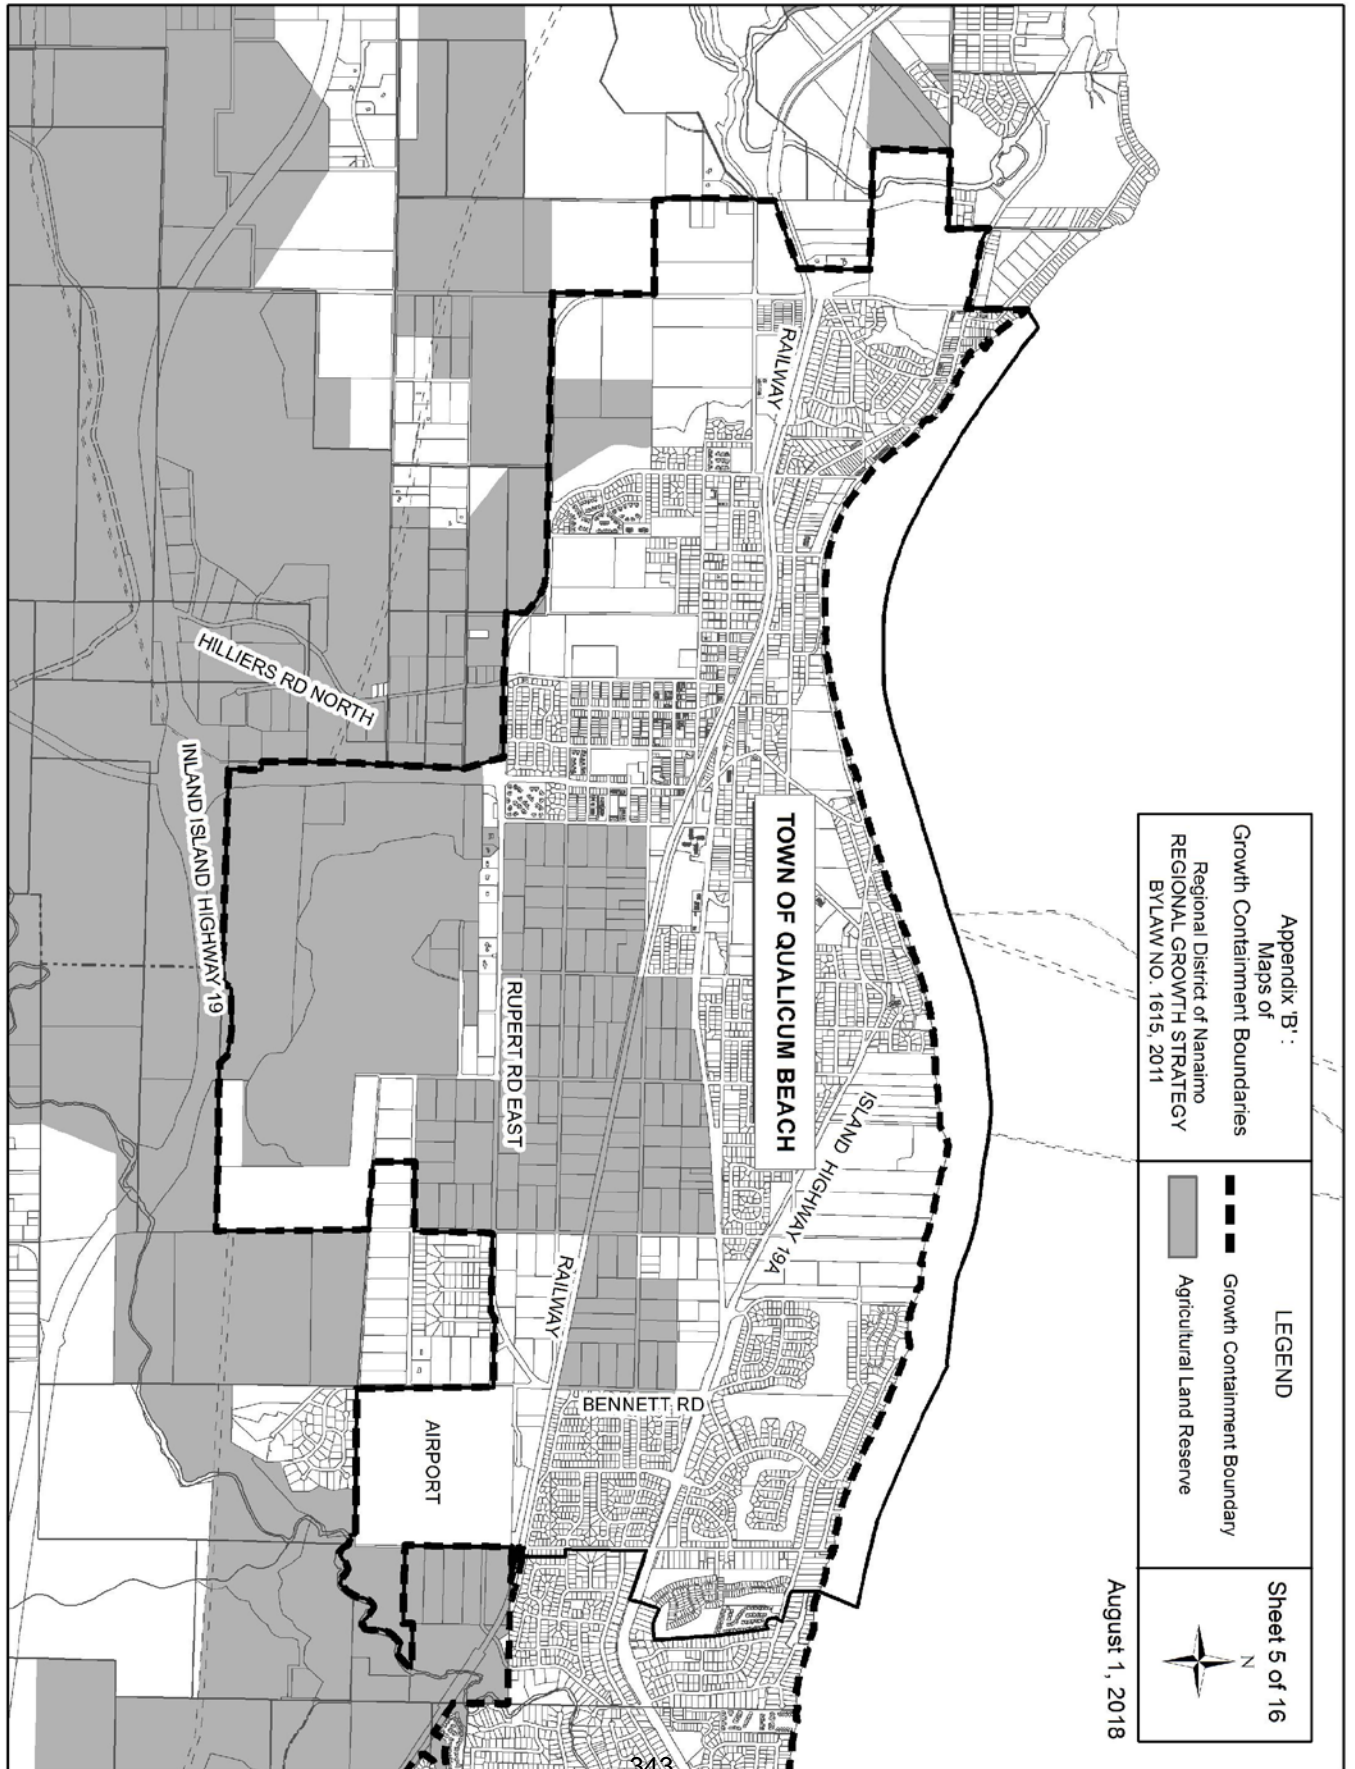 Appendix 'B' :
Maps of
Growth Containment Boundaries
Regional District of Nanaimo
REGIONAL GROWTH STRATEGY
BYLAW NO. 1615, 2011
LEGEND
Growth Containment Boundary
Agricultural Land Reserve
Sheet 5 of 16
N
August 1, 2018
TOWN OF QUALICUM BEACH
ISLAND HIGHWAY 19A
RAILWAY
RAILWAY
BENNETT RD
RUPERT RD EAST
AIRPORT
HILLIERS RD NORTH
INLAND ISLAND HIGHWAY 19
343